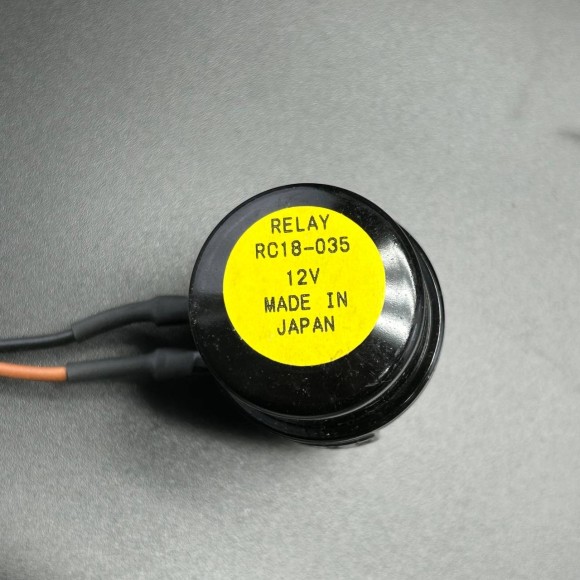 RELAY
RC18-035
12V
MADE IN
JAPAN